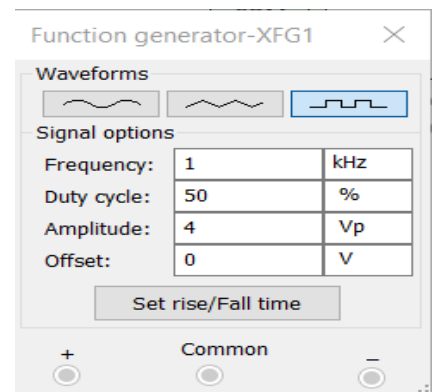 Function generator-XFG1
Waveforms
Signal options
Frequency: 1 kHz
Duty cycle: 50 %
Amplitude: 4 Vp
Offset: 0 V
Set rise/Fall time
+ Common −